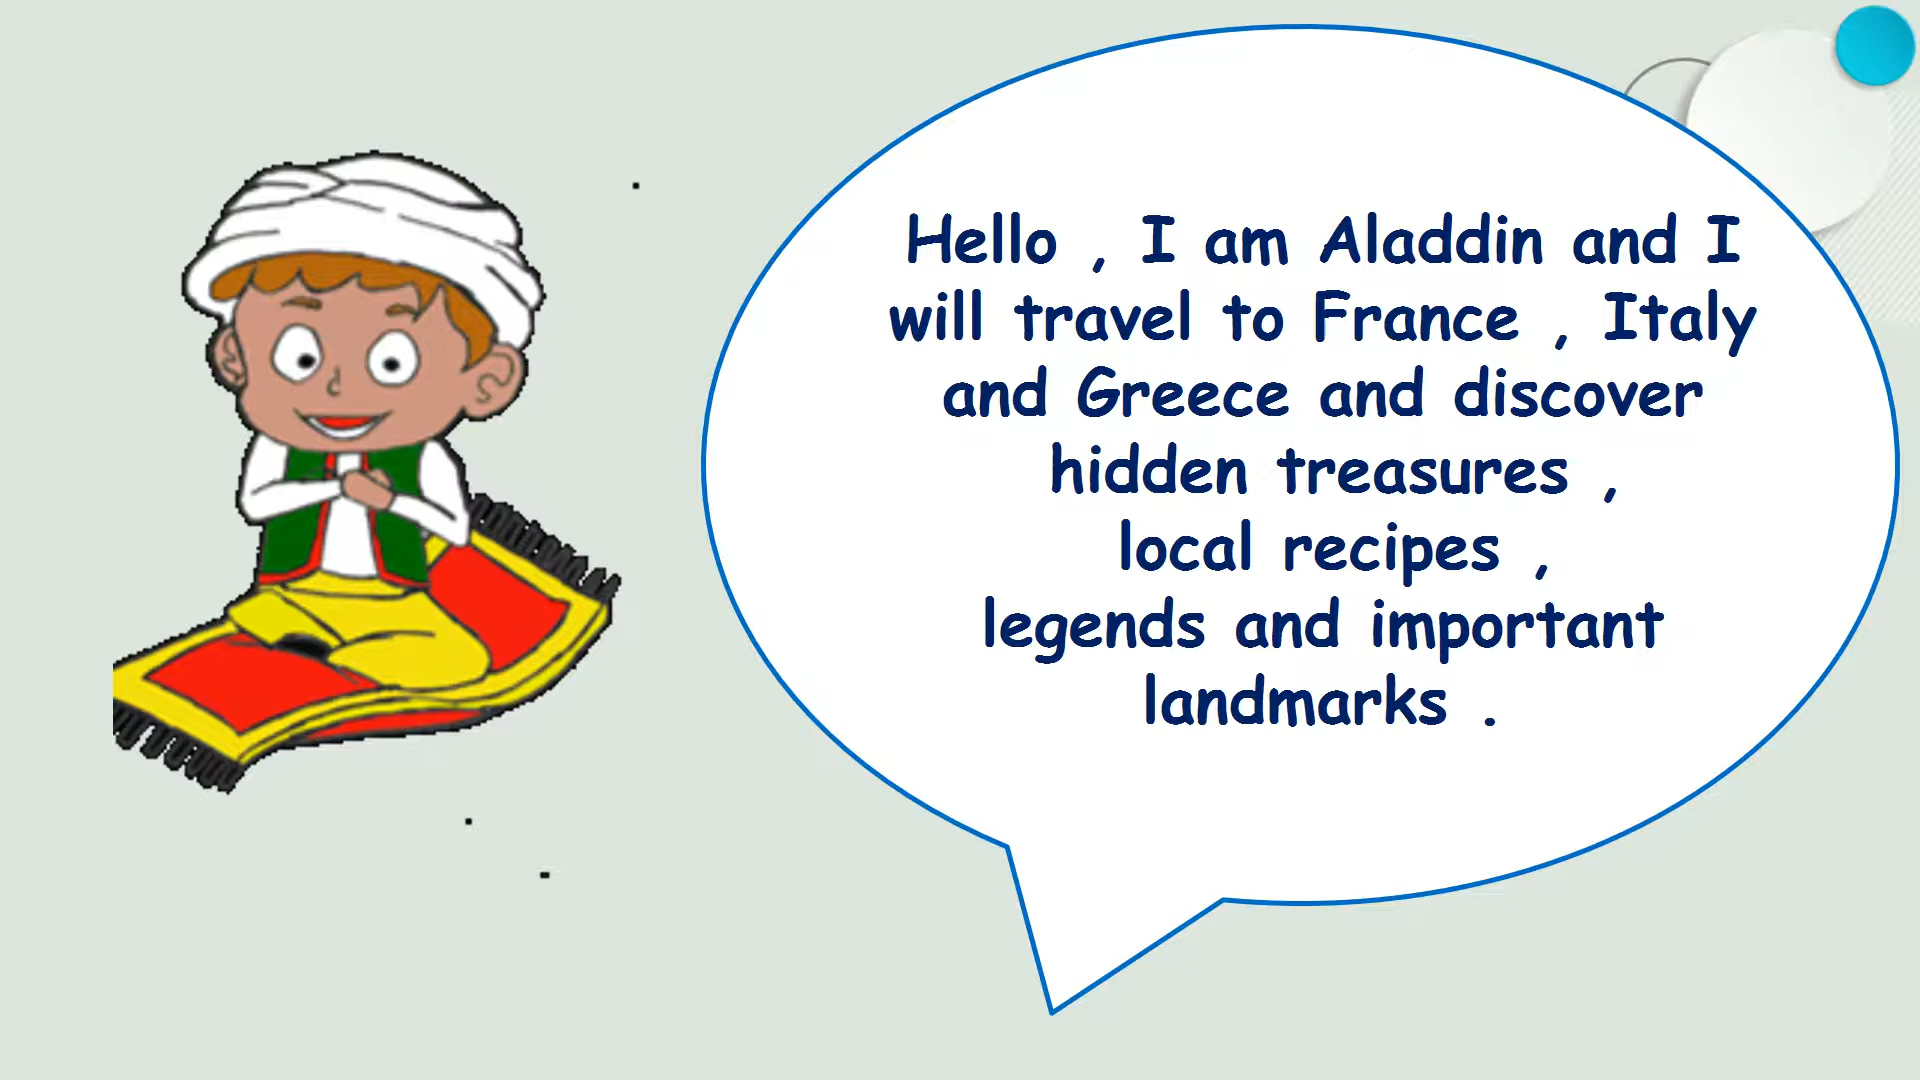 Hello , I am Aladdin and I
will travel to France , Italy
and Greece and discover
hidden treasures ,
local recipes ,
legends and important
landmarks .